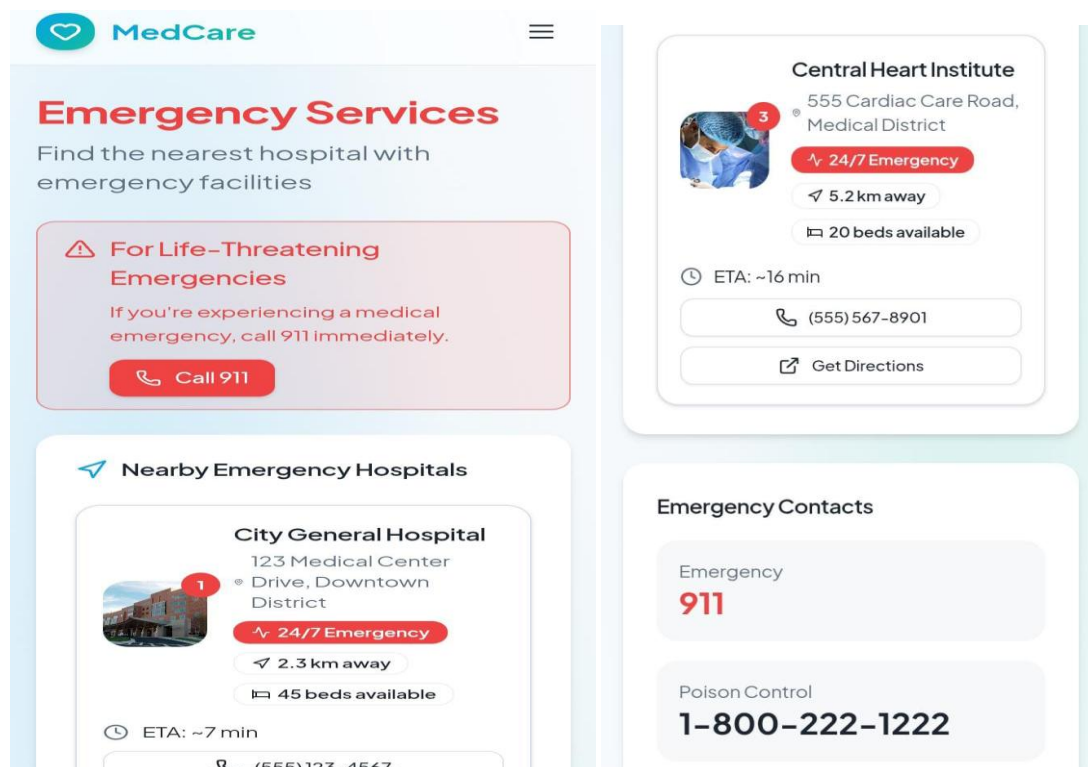 MedCare
Emergency Services
Find the nearest hospital with
emergency facilities
For Life-Threatening
Emergencies
If you're experiencing a medical
emergency, call 911 immediately.
Call 911
Nearby Emergency Hospitals
City General Hospital
123 Medical Center
Drive, Downtown
District
1
24/7 Emergency
2.3 km away
45 beds available
ETA: ~7 min
(555) 123-4567
Central Heart Institute
555 Cardiac Care Road,
Medical District
3
24/7 Emergency
5.2 km away
20 beds available
ETA: ~16 min
(555) 567-8901
Get Directions
Emergency Contacts
Emergency
911
Poison Control
1-800-222-1222